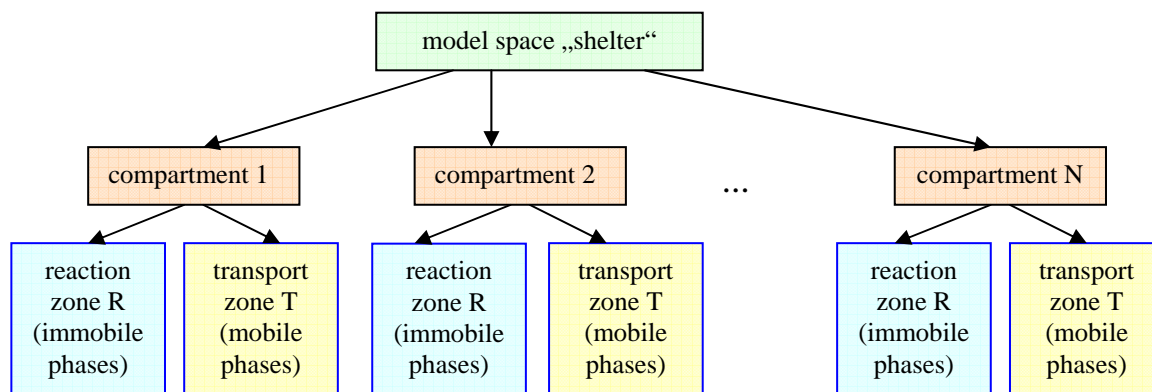 model space „shelter“
compartment 1
compartment 2
...
compartment N
reaction
zone R
(immobile
phases)
transport
zone T
(mobile
phases)
reaction
zone R
(immobile
phases)
transport
zone T
(mobile
phases)
reaction
zone R
(immobile
phases)
transport
zone T
(mobile
phases)